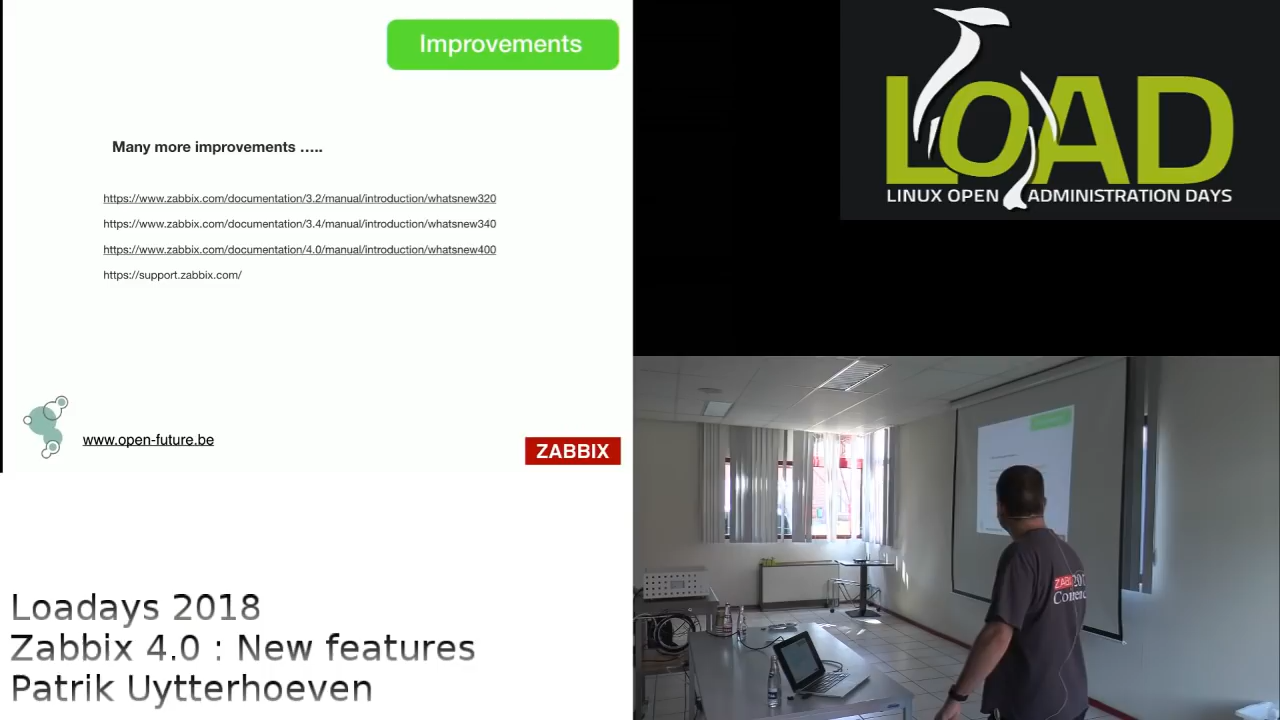 Improvements
Many more improvements .....
https://www.zabbix.com/documentation/3.2/manual/introduction/whatsnew320
https://www.zabbix.com/documentation/3.4/manual/introduction/whatsnew340
https://www.zabbix.com/documentation/4.0/manual/introduction/whatsnew400
https://support.zabbix.com/
www.open-future.be
ZABBIX
Loadays 2018
Zabbix 4.0 : New features
Patrik Uytterhoeven
LOAD
LINUX OPEN ADMINISTRATION DAYS